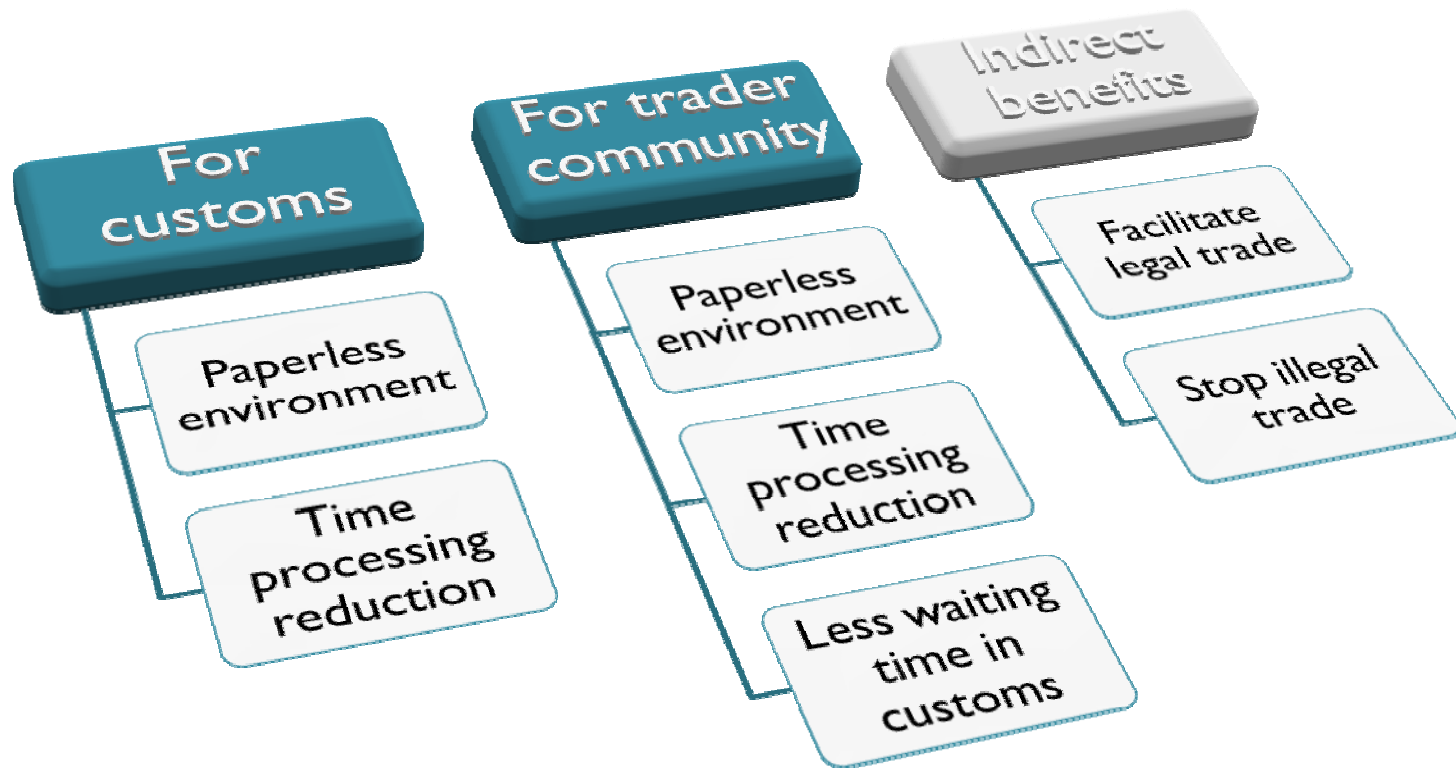 For
customs
Paperless
environment
Time
processing
reduction
For trader
community
Paperless
environment
Time
processing
reduction
Less waiting
time in
customs
Indirect
benefits
Facilitate
legal trade
Stop illegal
trade